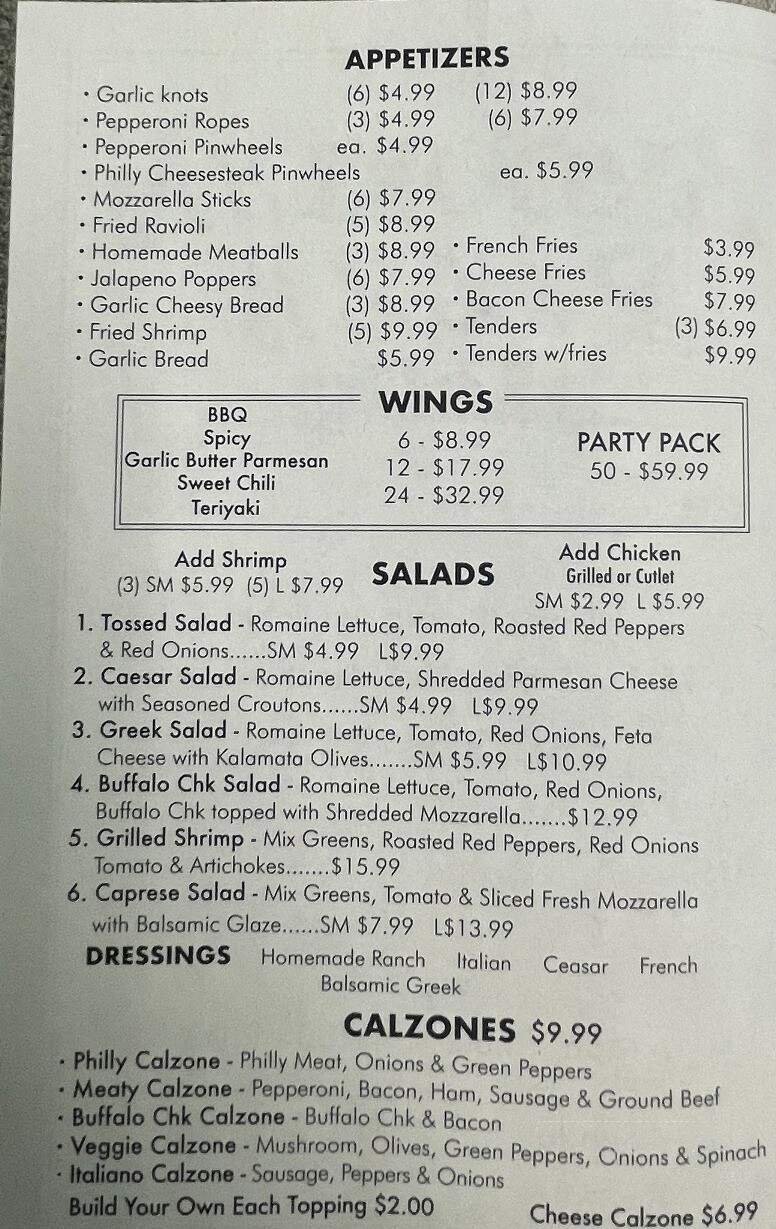 APPETIZERS
• Garlic knots (6) $4.99 (12) $8.99
• Pepperoni Ropes (3) $4.99 (6) $7.99
• Pepperoni Pinwheels ea. $4.99
• Philly Cheesesteak Pinwheels ea. $5.99
• Mozzarella Sticks (6) $7.99
• Fried Ravioli (5) $8.99
• Homemade Meatballs (3) $8.99 • French Fries $3.99
• Jalapeno Poppers (6) $7.99 • Cheese Fries $5.99
• Garlic Cheesy Bread (3) $8.99 • Bacon Cheese Fries $7.99
• Fried Shrimp (5) $9.99 • Tenders (3) $6.99
• Garlic Bread $5.99 • Tenders w/fries $9.99
WINGS
BBQ
Spicy
Garlic Butter Parmesan
Sweet Chili
Teriyaki
6 - $8.99
12 - $17.99
24 - $32.99
PARTY PACK
50 - $59.99
Add Shrimp
(3) SM $5.99 (5) L $7.99
SALADS
Add Chicken
Grilled or Cutlet
SM $2.99 L $5.99
1. Tossed Salad - Romaine Lettuce, Tomato, Roasted Red Peppers
& Red Onions......SM $4.99 L$9.99
2. Caesar Salad - Romaine Lettuce, Shredded Parmesan Cheese
with Seasoned Croutons......SM $4.99 L$9.99
3. Greek Salad - Romaine Lettuce, Tomato, Red Onions, Feta
Cheese with Kalamata Olives.......SM $5.99 L$10.99
4. Buffalo Chk Salad - Romaine Lettuce, Tomato, Red Onions,
Buffalo Chk topped with Shredded Mozzarella.......$12.99
5. Grilled Shrimp - Mix Greens, Roasted Red Peppers, Red Onions
Tomato & Artichokes.......$15.99
6. Caprese Salad - Mix Greens, Tomato & Sliced Fresh Mozzarella
with Balsamic Glaze......SM $7.99 L$13.99
DRESSINGS Homemade Ranch Italian Ceasar French
Balsamic Greek
CALZONES $9.99
• Philly Calzone - Philly Meat, Onions & Green Peppers
• Meaty Calzone - Pepperoni, Bacon, Ham, Sausage & Ground Beef
• Buffalo Chk Calzone - Buffalo Chk & Bacon
• Veggie Calzone - Mushroom, Olives, Green Peppers, Onions & Spinach
• Italiano Calzone - Sausage, Peppers & Onions
Build Your Own Each Topping $2.00 Cheese Calzone $6.99